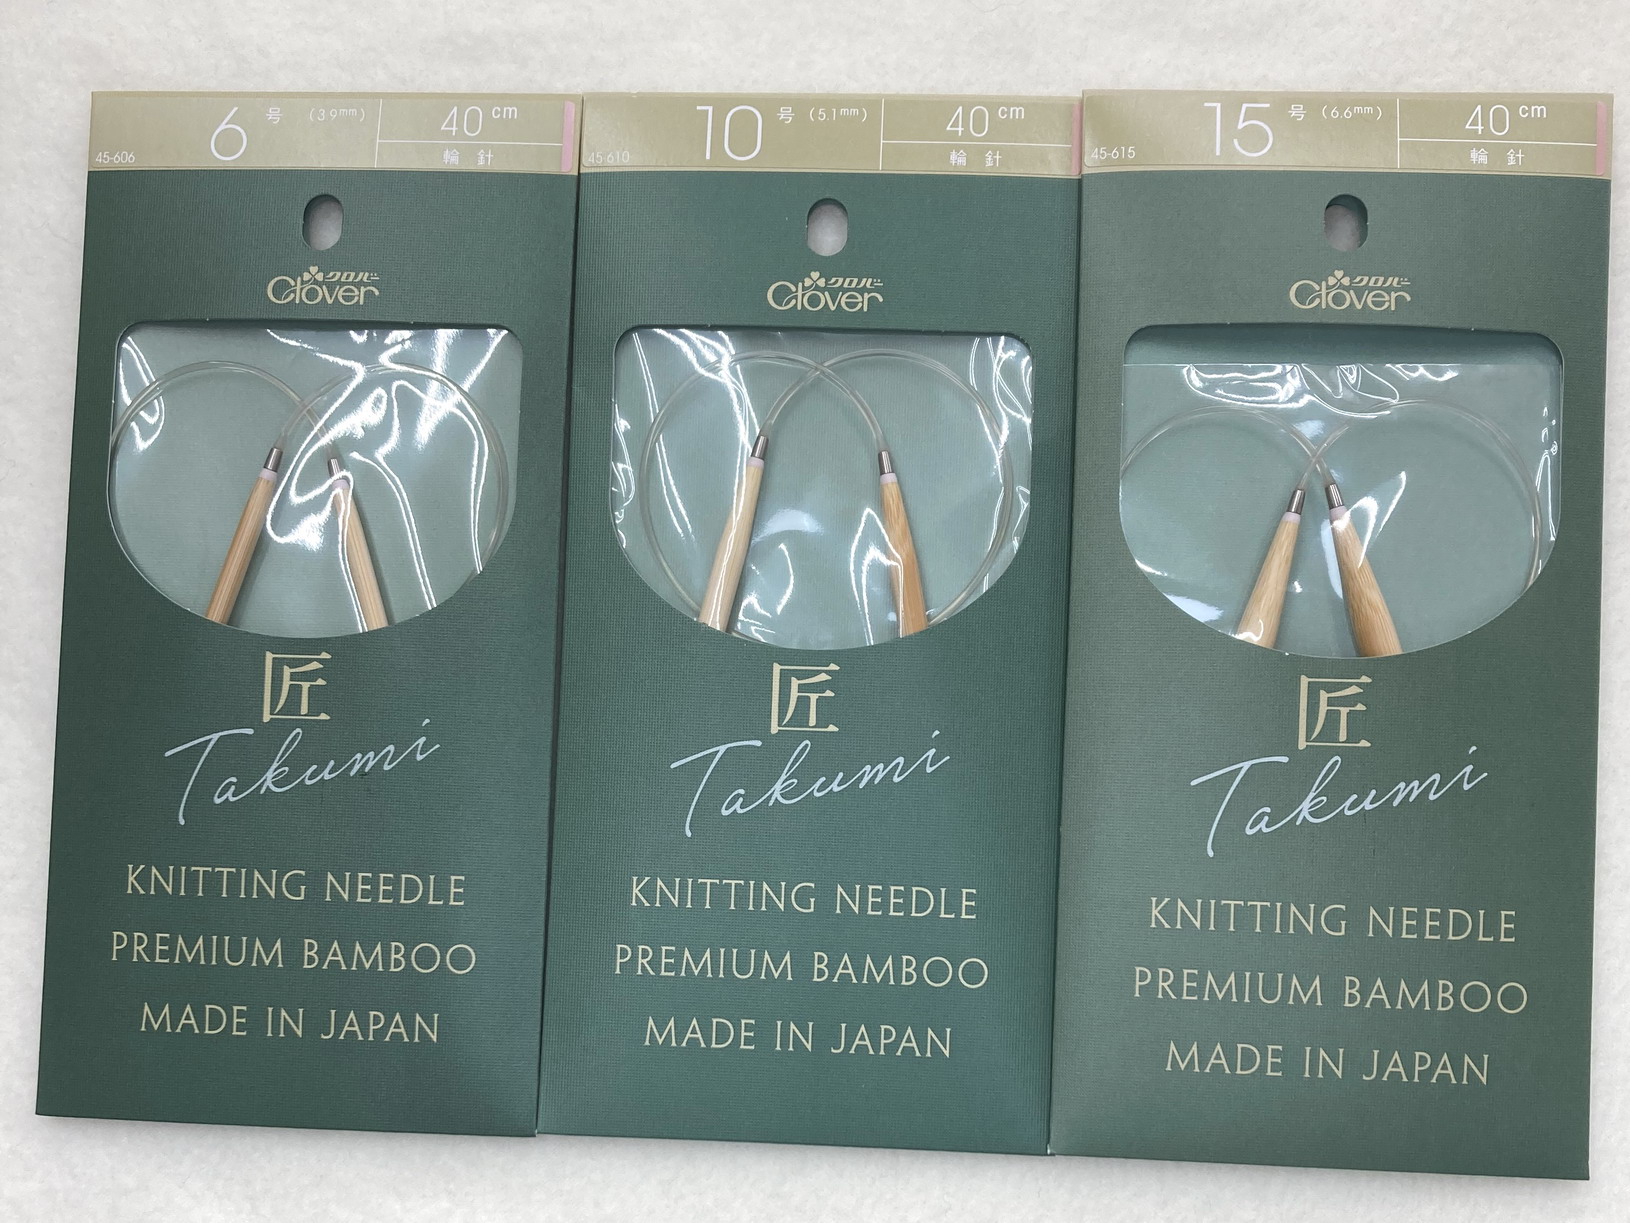 6 号 (3.9mm) 40 cm
45-606 輪 針
クロバー
Clover
匠
Takumi
KNITTING NEEDLE
PREMIUM BAMBOO
MADE IN JAPAN
10 号 (5.1mm) 40 cm
45-610 輪 針
クロバー
Clover
匠
Takumi
KNITTING NEEDLE
PREMIUM BAMBOO
MADE IN JAPAN
15 号 (6.6mm) 40 cm
45-615 輪 針
クロバー
Clover
匠
Takumi
KNITTING NEEDLE
PREMIUM BAMBOO
MADE IN JAPAN